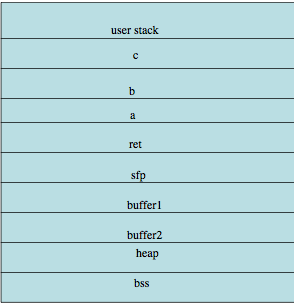 user stack
c
b
a
ret
sfp
buffer1
buffer2
heap
bss